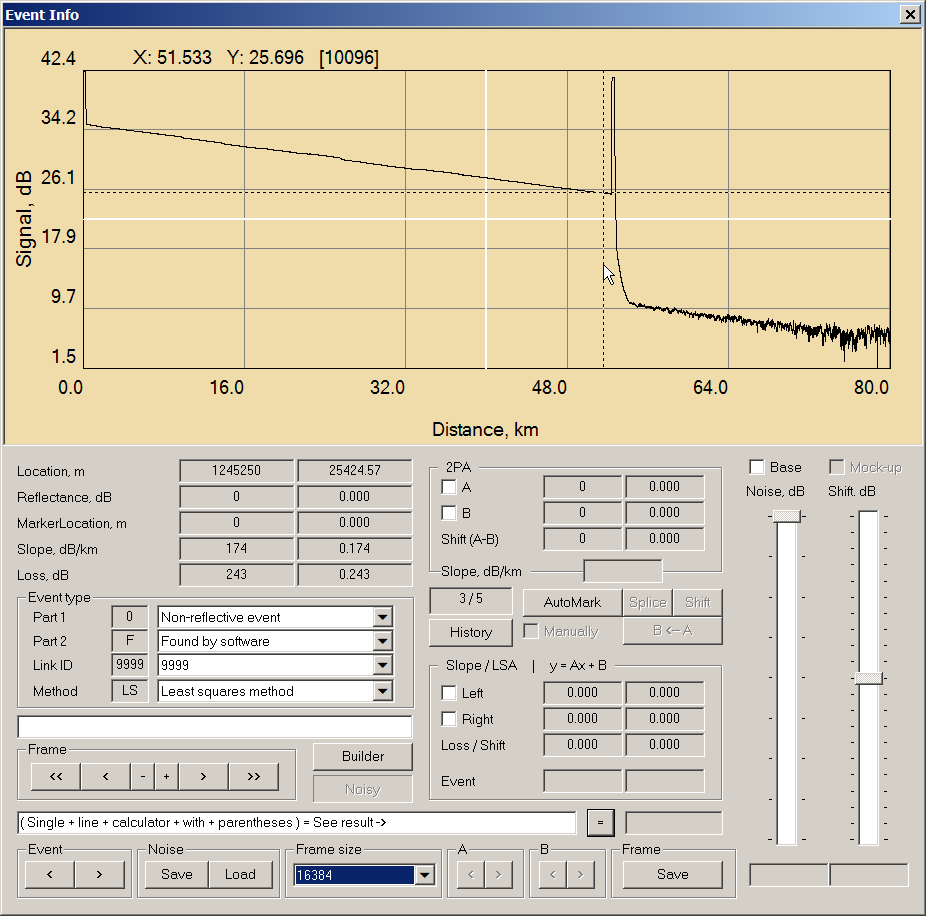 Event Info
X: 51.533 Y: 25.696 [10096]
42.4
34.2
26.1
17.9
9.7
1.5
Signal, dB
0.0 16.0 32.0 48.0 64.0 80.0
Distance, km
Location, m 1245250 25424.57
Reflectance, dB 0 0.000
MarkerLocation, m 0 0.000
Slope, dB/km 174 0.174
Loss, dB 243 0.243
Event type
Part 1 0 Non-reflective event
Part 2 F Found by software
Link ID 9999 9999
Method LS Least squares method
Frame
<< < - + > >>
Builder
Noisy
2PA
A 0 0.000
B 0 0.000
Shift (A-B) 0 0.000
Slope, dB/km
3 / 5 AutoMark Splice Shift
History Manually B <-- A
Slope / LSA | y = Ax + B
Left 0.000 0.000
Right 0.000 0.000
Loss / Shift 0.000 0.000
Event
Base Mock-up
Noise, dB Shift. dB
( Single + line + calculator + with + parentheses ) = See result -> =
Event Noise Frame size A B Frame
< > Save Load 16384 < > < > Save